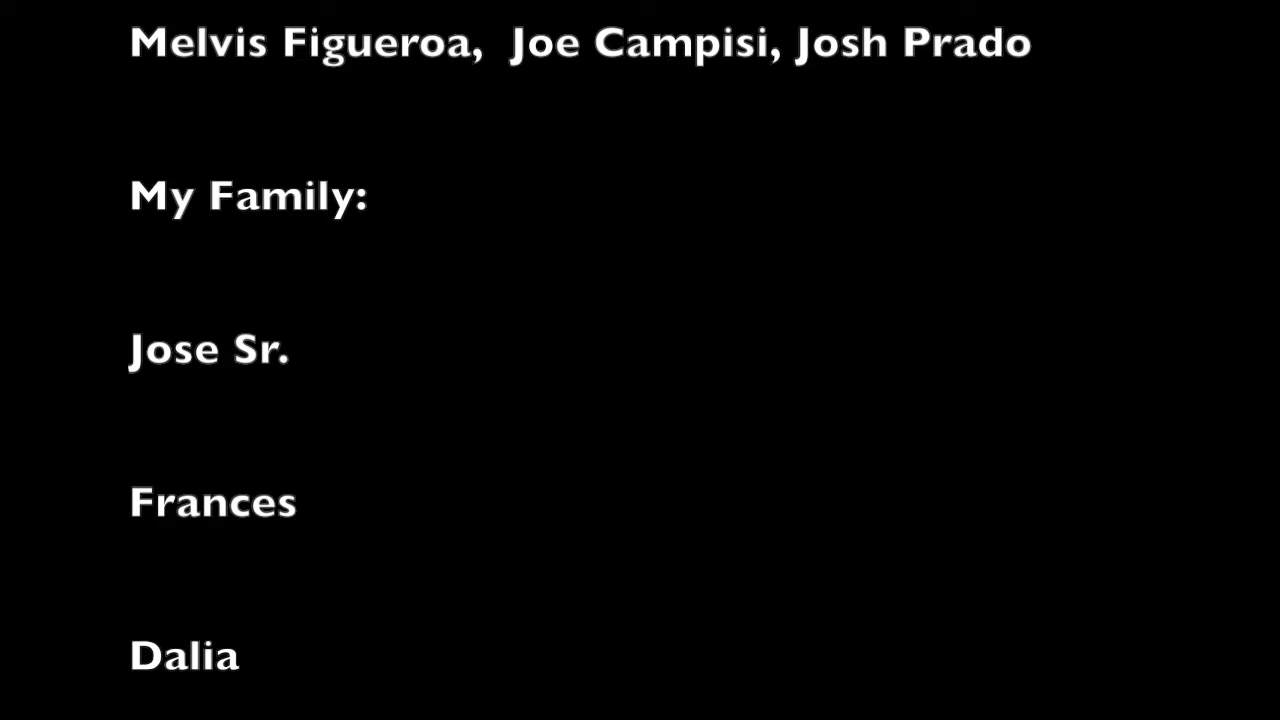 Melvis Figueroa,  Joe Campisi, Josh Prado
My Family:
Jose Sr.
Frances
Dalia